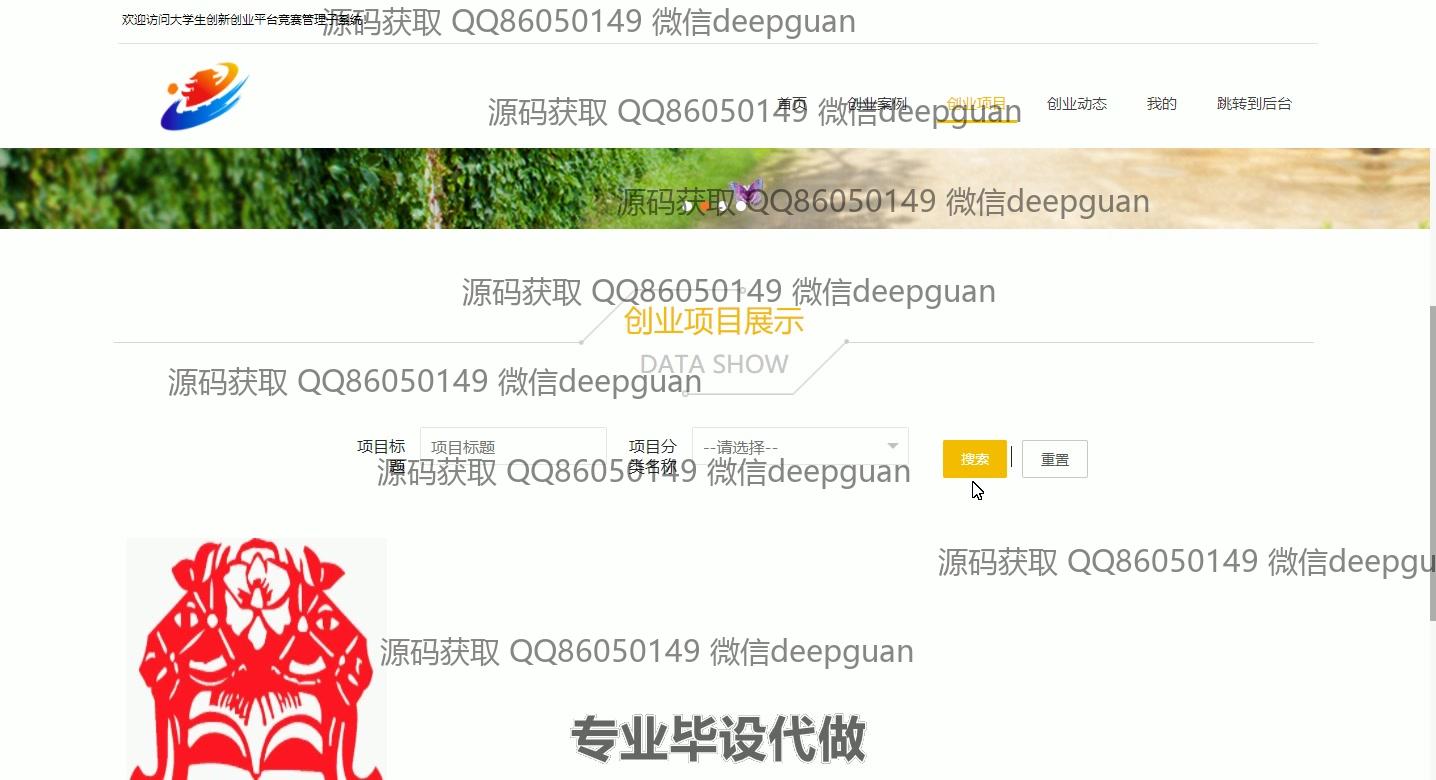 欢迎访问大学生创新创业平台竞赛管理子系统
源码获取 QQ86050149 微信deepguan
首页 创业案例 创业项目 创业动态 我的 跳转到后台
源码获取 QQ86050149 微信deepguan
源码获取 QQ86050149 微信deepguan
源码获取 QQ86050149 微信deepguan
创业项目展示
DATA SHOW
源码获取 QQ86050149 微信deepguan
项目标题 项目标题 项目分类名称 --请选择-- 搜索 重置
源码获取 QQ86050149 微信deepguan
源码获取 QQ86050149 微信deepgu
源码获取 QQ86050149 微信deepguan
专业毕设代做